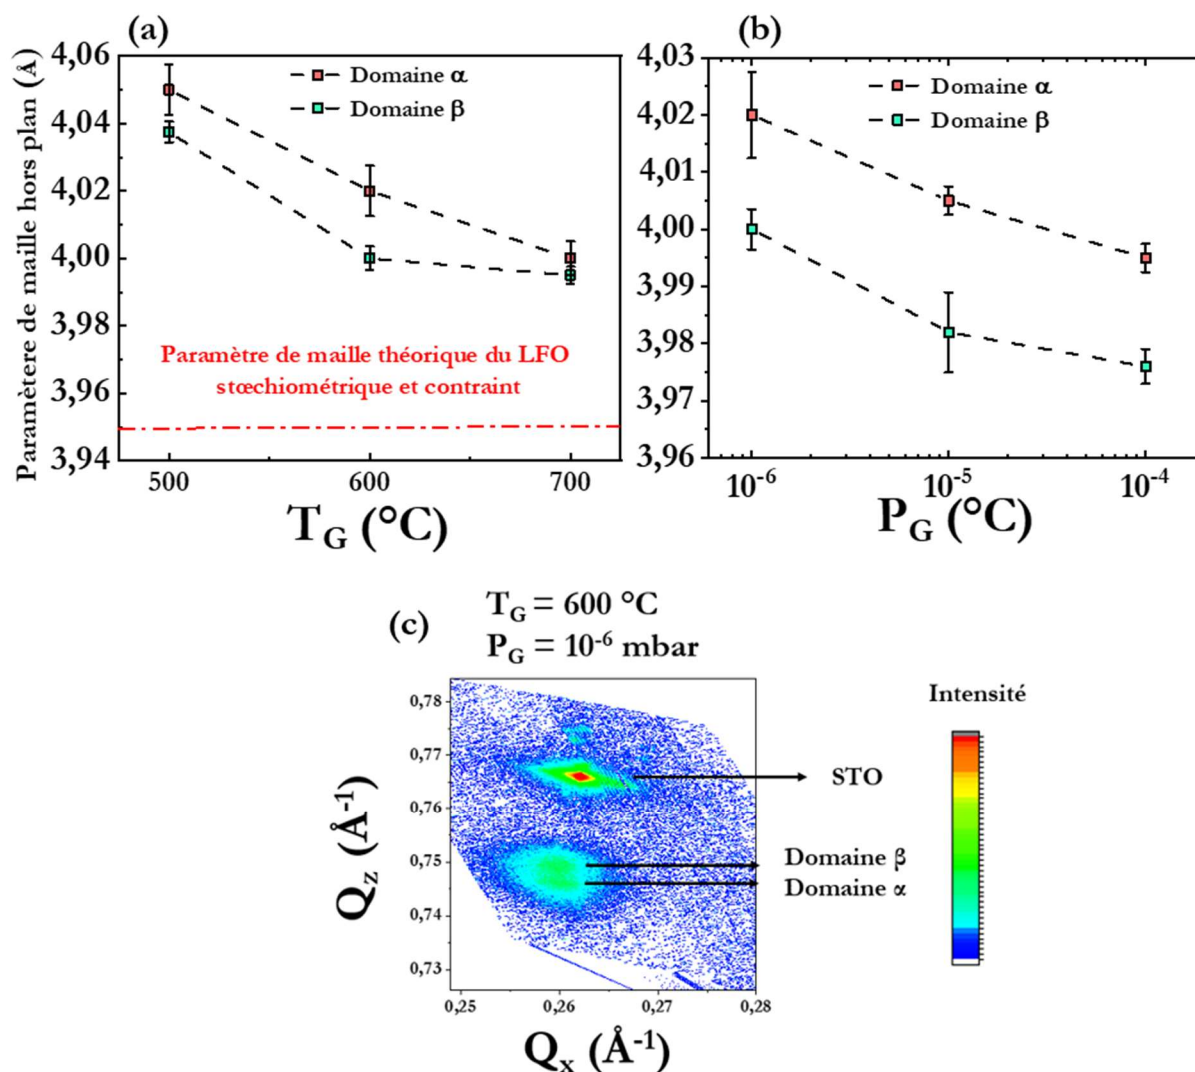 (a)
Paramètere de maille hors plan (Å)
4,06
4,04
4,02
4,00
3,98
3,96
3,94
Domaine α
Domaine β
Paramètre de maille théorique du LFO
stœchiométrique et contraint
500
600
700
T_G (°C)
(b)
4,03
4,02
4,01
4,00
3,99
3,98
3,97
3,96
Domaine α
Domaine β
10⁻⁶
10⁻⁵
10⁻⁴
P_G (°C)
(c)
T_G = 600 °C
P_G = 10⁻⁶ mbar
0,78
0,77
0,76
0,75
0,74
0,73
Q_z (Å⁻¹)
0,25
0,26
0,27
0,28
Q_x (Å⁻¹)
STO
Domaine β
Domaine α
Intensité